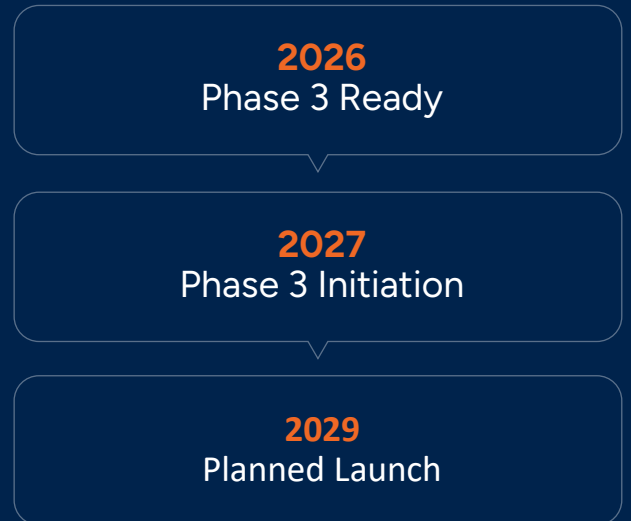 2026
Phase 3 Ready
2027
Phase 3 Initiation
2029
Planned Launch